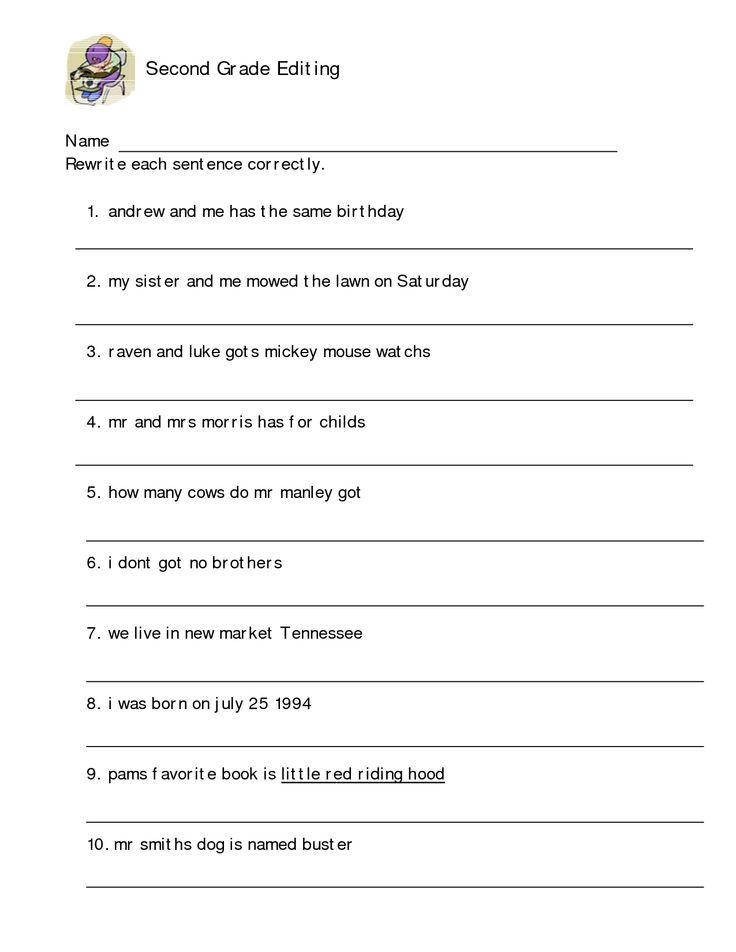 Second Grade Editing
Name
Rewrite each sentence correctly.
1. andrew and me has the same birthday
2. my sister and me mowed the lawn on Saturday
3. raven and luke gots mickey mouse watchs
4. mr and mrs morris has for childs
5. how many cows do mr manley got
6. i dont got no brothers
7. we live in new market Tennessee
8. i was born on july 25 1994
9. pams favorite book is little red riding hood
10. mr smiths dog is named buster